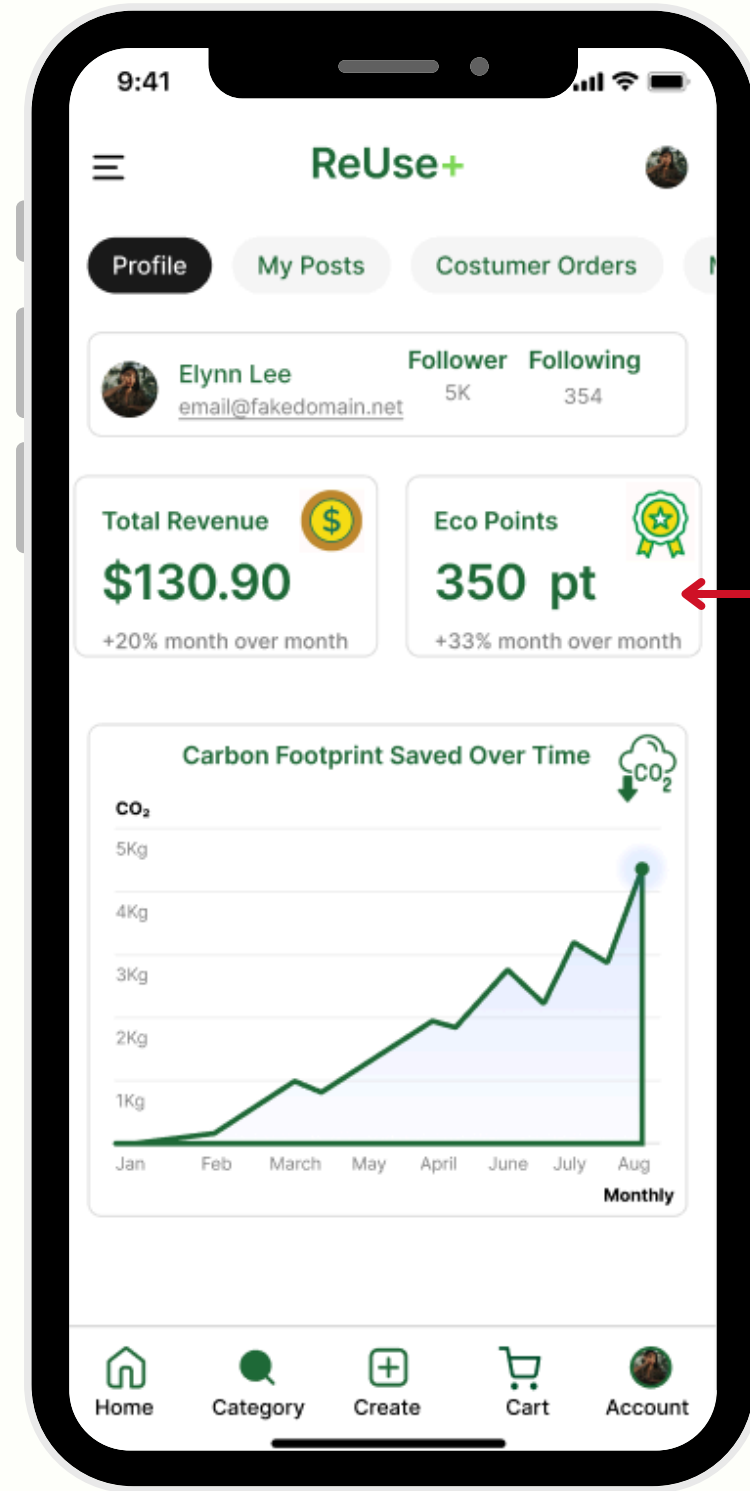 9:41
ReUse+
Profile My Posts Costumer Orders
Elynn Lee Follower Following
email@fakedomain.net 5K 354
Total Revenue $
$130.90
+20% month over month
Eco Points
350 pt
+33% month over month
Carbon Footprint Saved Over Time CO₂
CO₂
5Kg
4Kg
3Kg
2Kg
1Kg
Jan Feb March May April June July Aug
Monthly
Home Category Create Cart Account